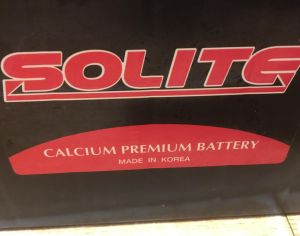 SOLITE
CALCIUM PREMIUM BATTERY
MADE IN KOREA